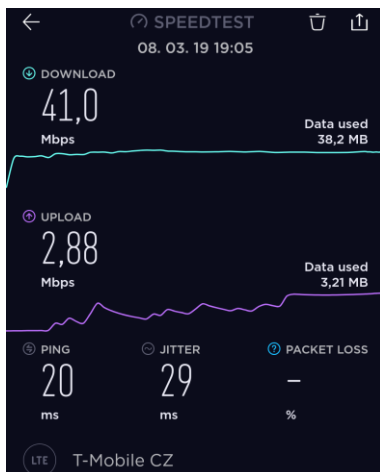 SPEEDTEST
08. 03. 19 19:05
DOWNLOAD
41,0
Mbps
Data used
38,2 MB
UPLOAD
2,88
Mbps
Data used
3,21 MB
PING
JITTER
? PACKET LOSS
20
29
–
ms
ms
%
LTE
T-Mobile CZ